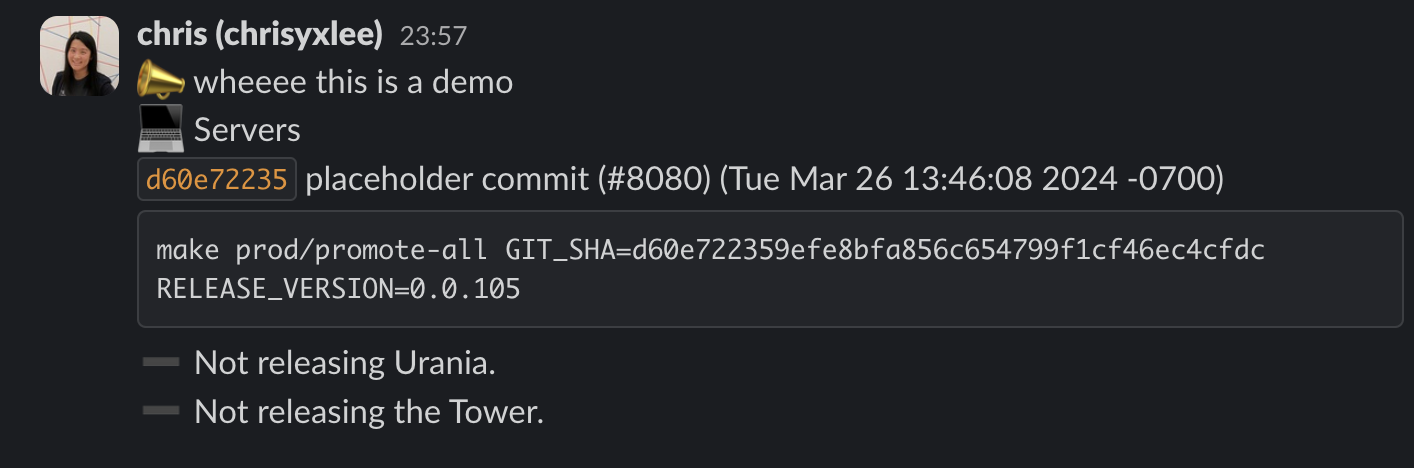 chris (chrisyxlee) 23:57
wheeee this is a demo
Servers
d60e72235 placeholder commit (#8080) (Tue Mar 26 13:46:08 2024 -0700)
make prod/promote-all GIT_SHA=d60e722359efe8bfa856c654799f1cf46ec4cfdc
RELEASE_VERSION=0.0.105
Not releasing Urania.
Not releasing the Tower.